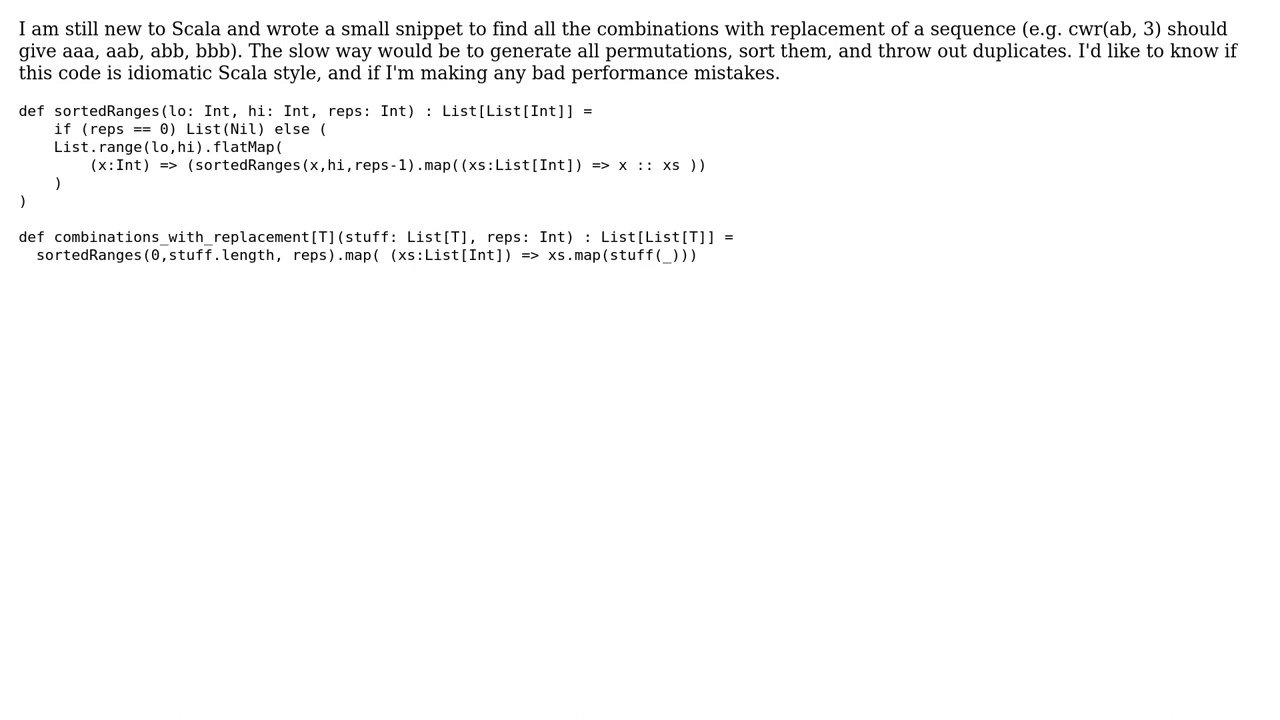 I am still new to Scala and wrote a small snippet to find all the combinations with replacement of a sequence (e.g. cwr(ab, 3) should
give aaa, aab, abb, bbb). The slow way would be to generate all permutations, sort them, and throw out duplicates. I'd like to know if
this code is idiomatic Scala style, and if I'm making any bad performance mistakes.
def sortedRanges(lo: Int, hi: Int, reps: Int) : List[List[Int]] =
    if (reps == 0) List(Nil) else (
    List.range(lo,hi).flatMap(
        (x:Int) => (sortedRanges(x,hi,reps-1).map((xs:List[Int]) => x :: xs ))
    )
)
def combinations_with_replacement[T](stuff: List[T], reps: Int) : List[List[T]] =
  sortedRanges(0,stuff.length, reps).map( (xs:List[Int]) => xs.map(stuff(_)))